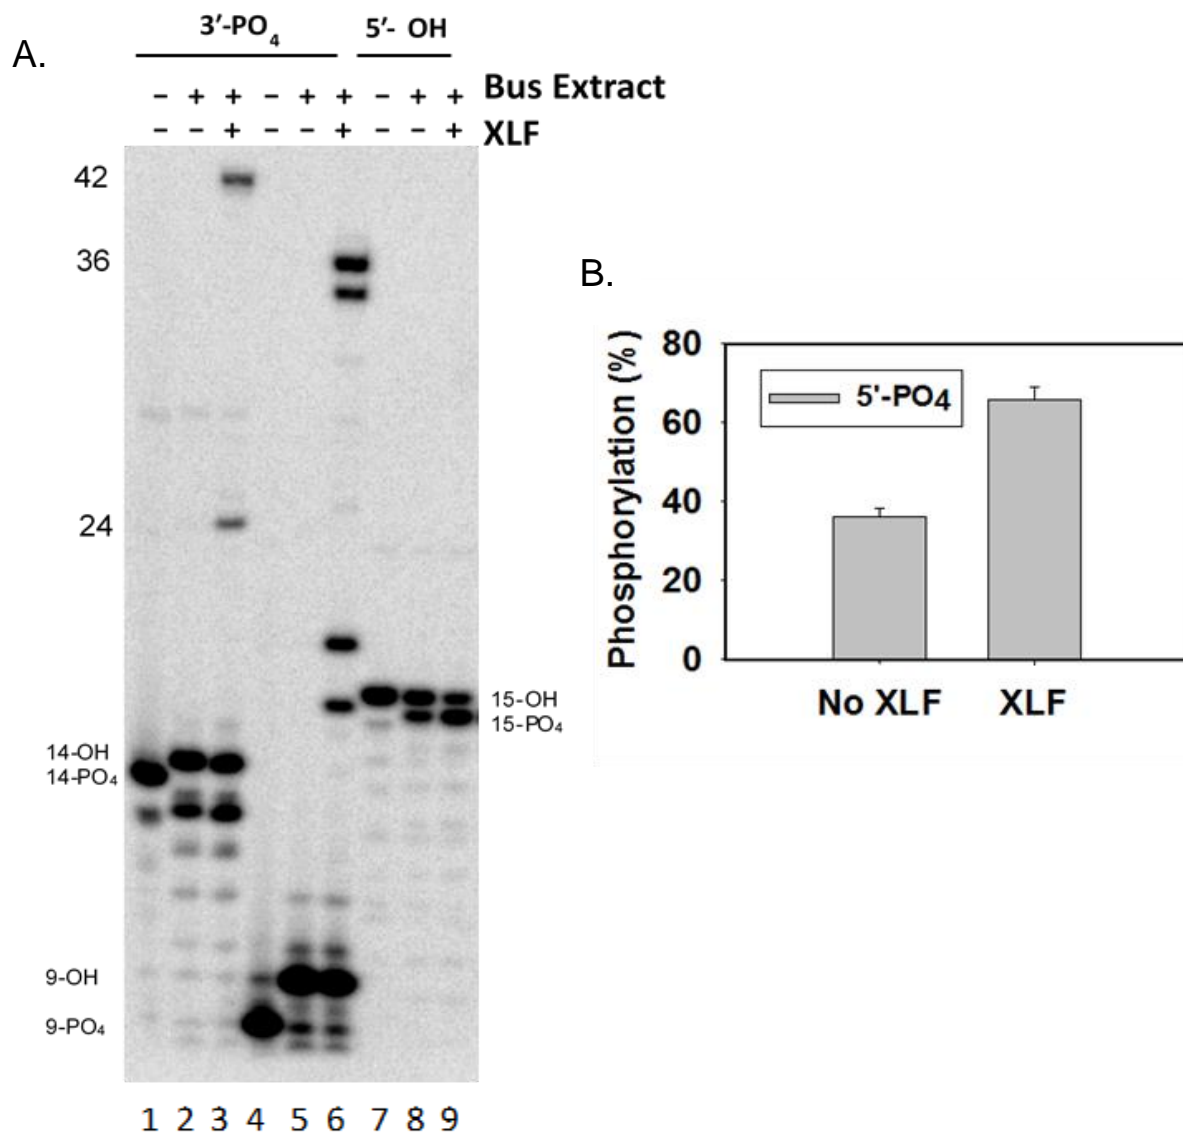 A.
3′-PO4 5′- OH
- + + - + + - + + Bus Extract
- - + - - + - - + XLF
42
36
24
14-OH
14-PO4
9-OH
9-PO4
15-OH
15-PO4
1 2 3 4 5 6 7 8 9
B.
Phosphorylation (%)
80
60
40
20
0
5'-PO4
No XLF XLF